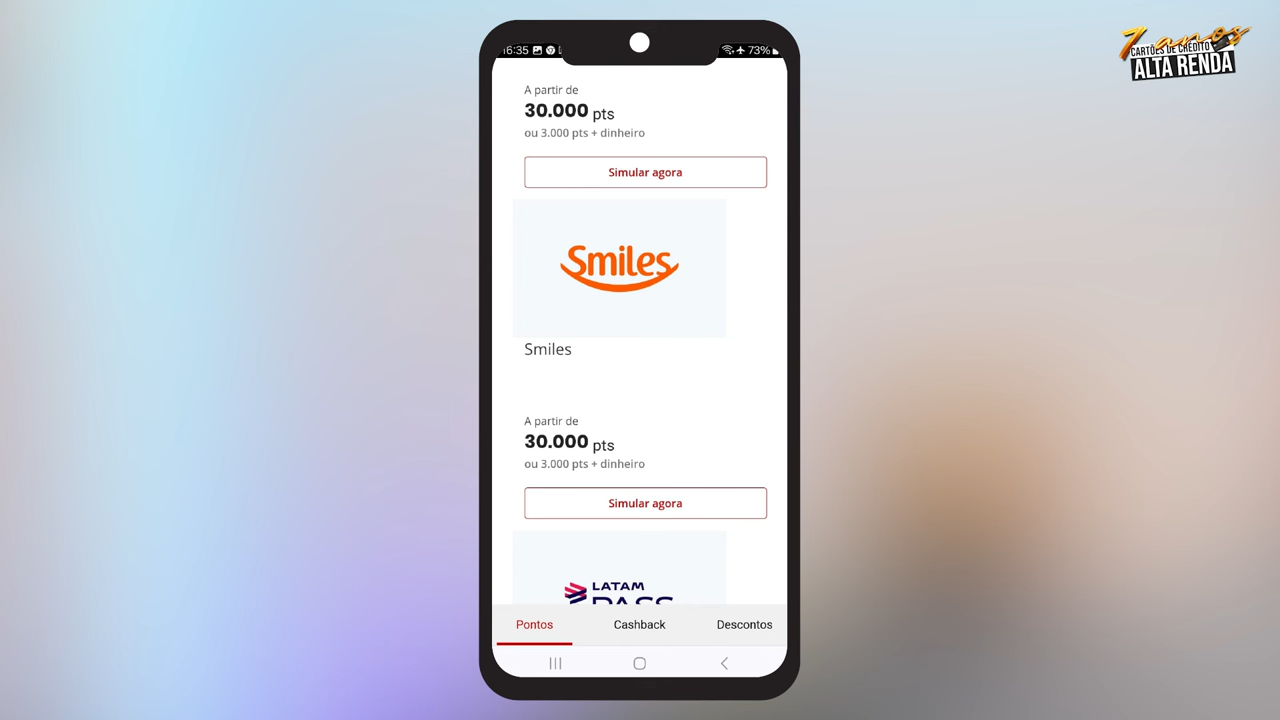 7 anos
CARTÕES DE CRÉDITO
ALTA RENDA
16:35
73%
A partir de
30.000 pts
ou 3.000 pts + dinheiro
Simular agora
Smiles
Smiles
A partir de
30.000 pts
ou 3.000 pts + dinheiro
Simular agora
LATAM
PASS
Pontos
Cashback
Descontos